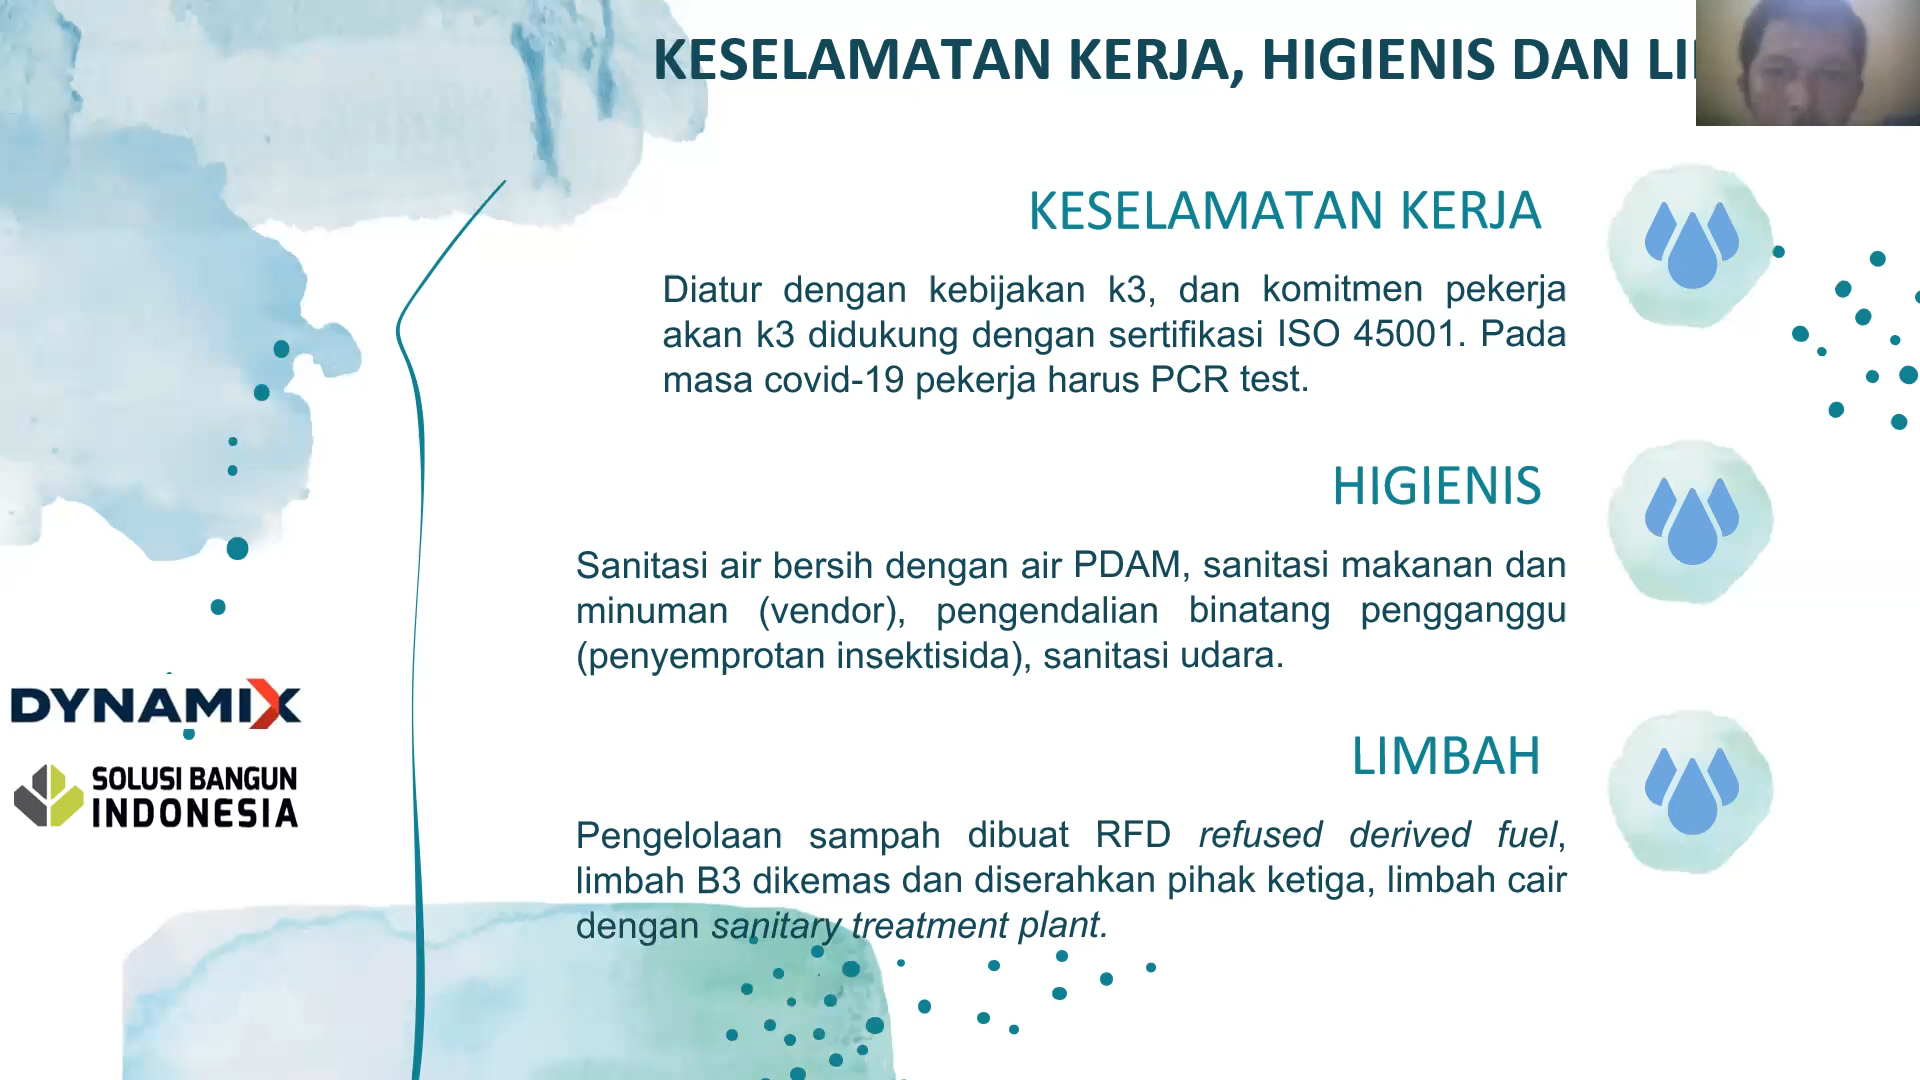 KESELAMATAN KERJA, HIGIENIS DAN
KESELAMATAN KERJA
Diatur dengan kebijakan k3, dan komitmen pekerja
akan k3 didukung dengan sertifikasi ISO 45001. Pada
masa covid-19 pekerja harus PCR test.
HIGIENIS
Sanitasi air bersih dengan air PDAM, sanitasi makanan dan
minuman (vendor), pengendalian binatang pengganggu
(penyemprotan insektisida), sanitasi udara.
DYNAMIX
SOLUSI BANGUN
INDONESIA
LIMBAH
Pengelolaan sampah dibuat RFD refused derived fuel,
limbah B3 dikemas dan diserahkan pihak ketiga, limbah cair
dengan sanitary treatment plant.